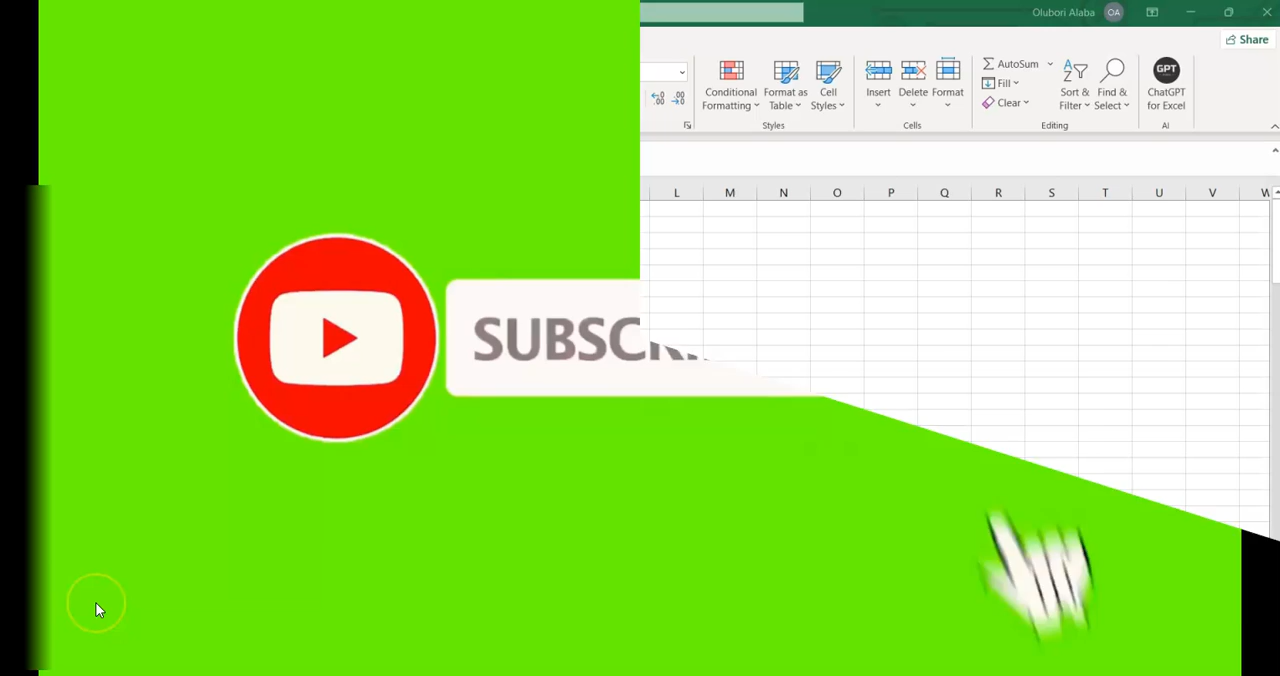 Olubori Alaba OA
Share
Conditional Formatting
Format as Table
Cell Styles
Styles
Insert
Delete
Format
Cells
AutoSum
Fill
Clear
Sort & Filter
Find & Select
Editing
GPT
ChatGPT for Excel
AI
L M N O P Q R S T U V W
SUBSCRI